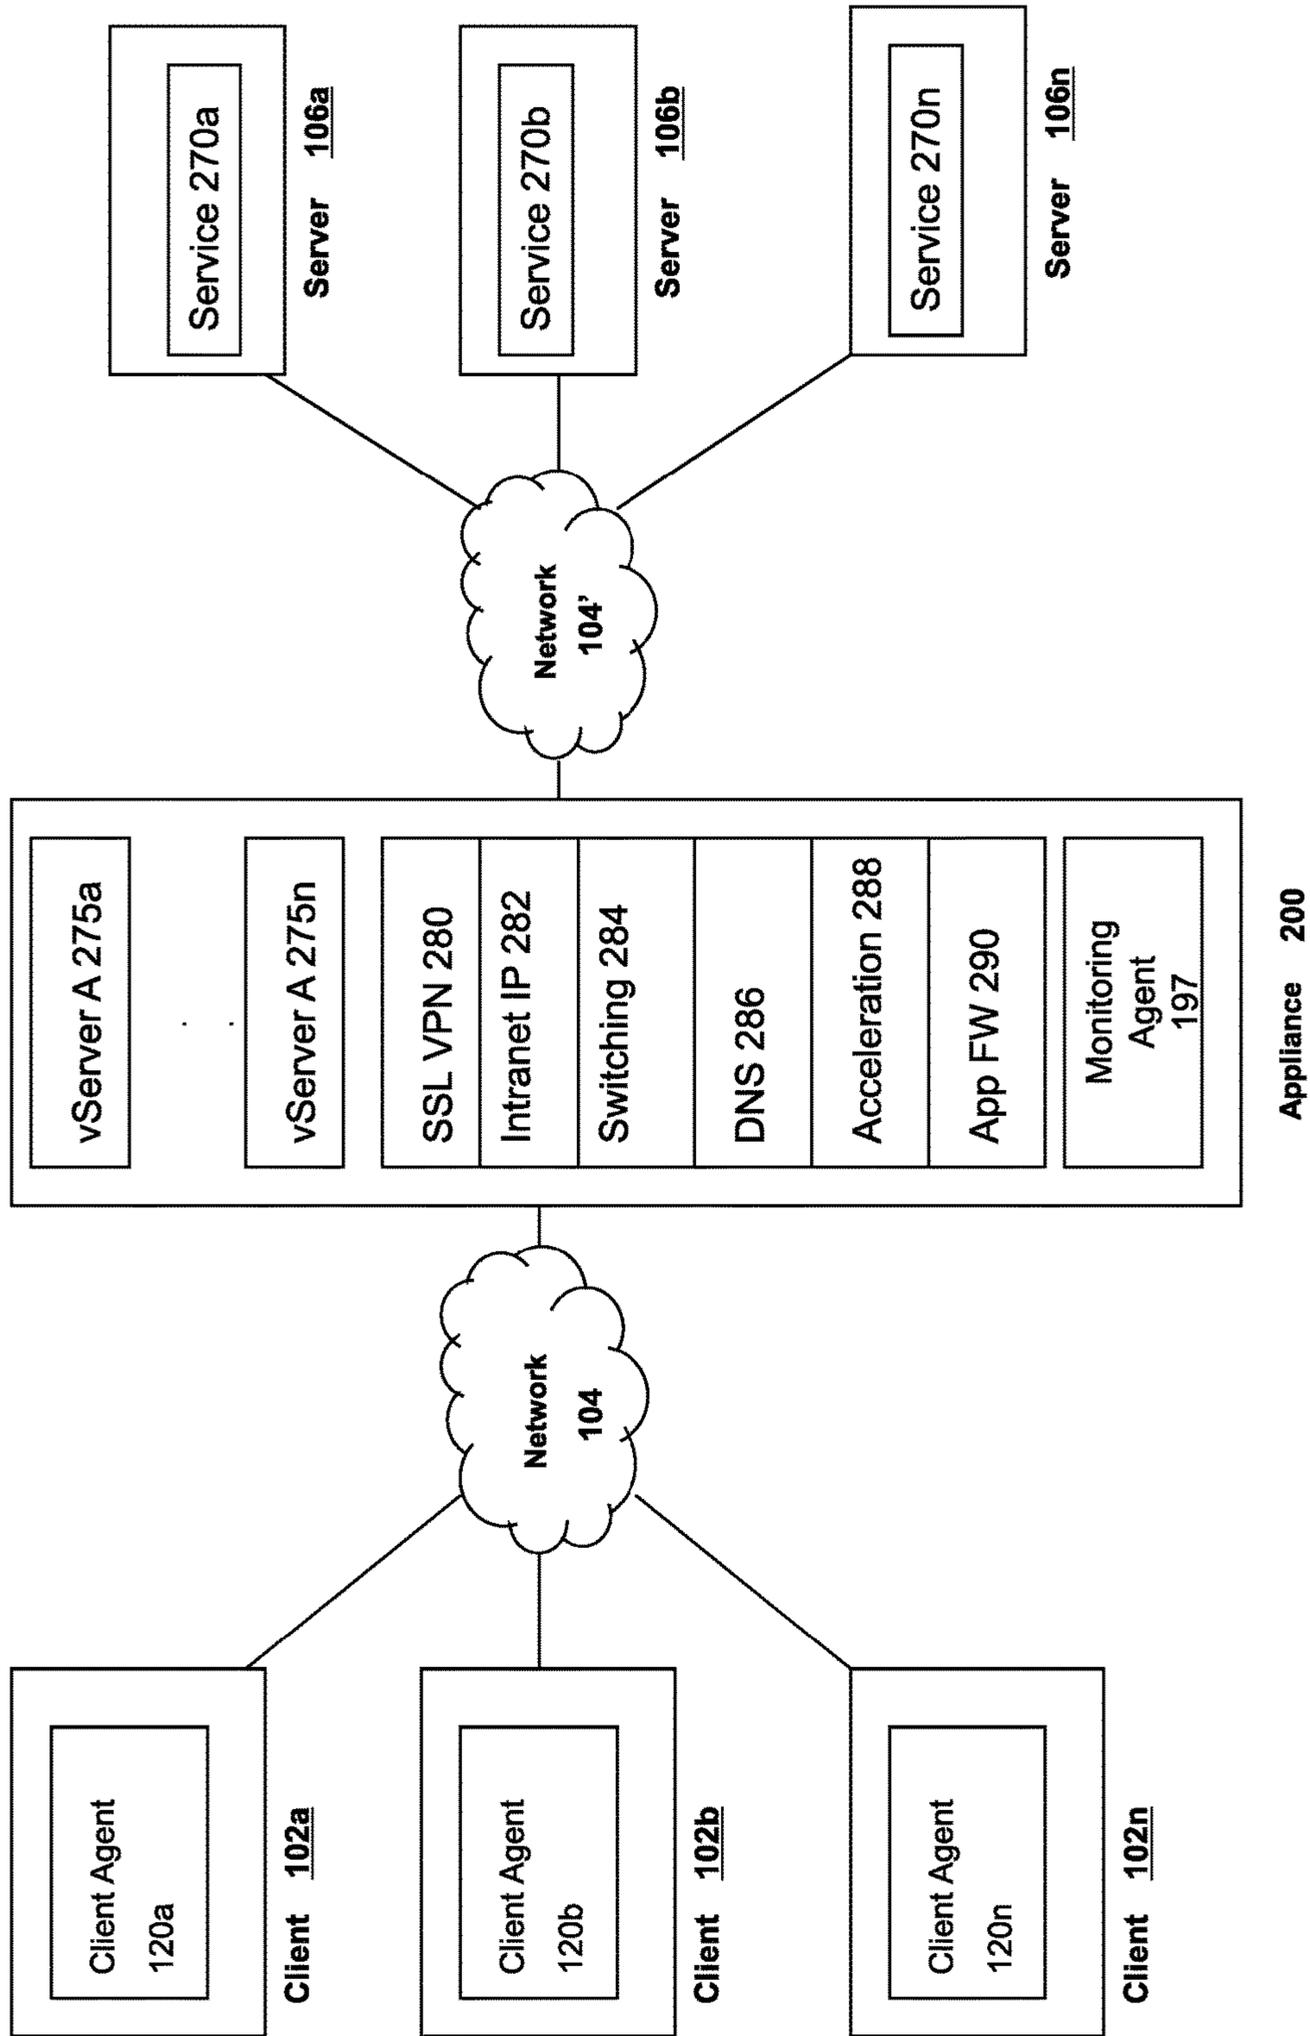 Client Agent
120a
Client 102a
Client Agent
120b
Client 102b
Client Agent
120n
Client 102n
Network
104
vServer A 275a
. .
vServer A 275n
SSL VPN 280
Intranet IP 282
Switching 284
DNS 286
Acceleration 288
App FW 290
Monitoring
Agent
197
Appliance 200
Network
104’
Service 270a
Server 106a
Service 270b
Server 106b
Service 270n
Server 106n